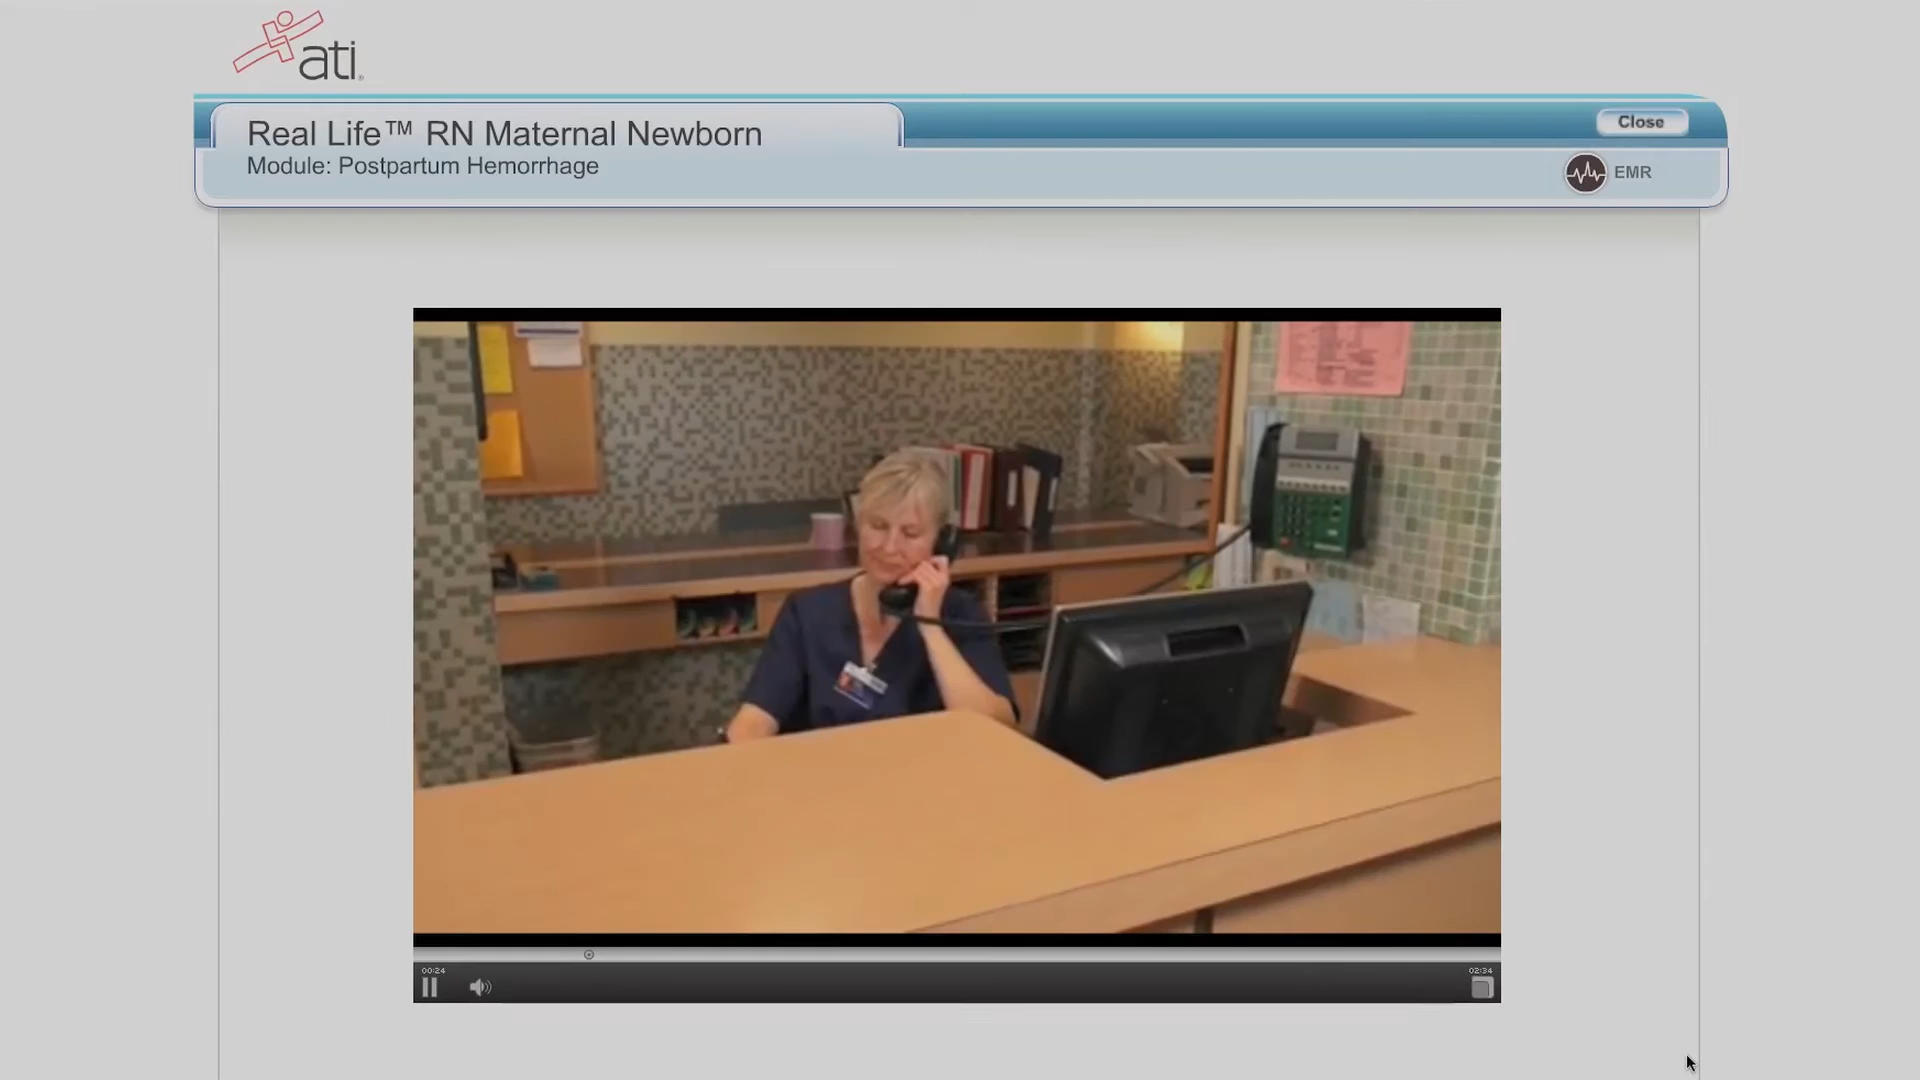 ati
Real Life™ RN Maternal Newborn
Close
Module: Postpartum Hemorrhage
EMR
00:24
02:34